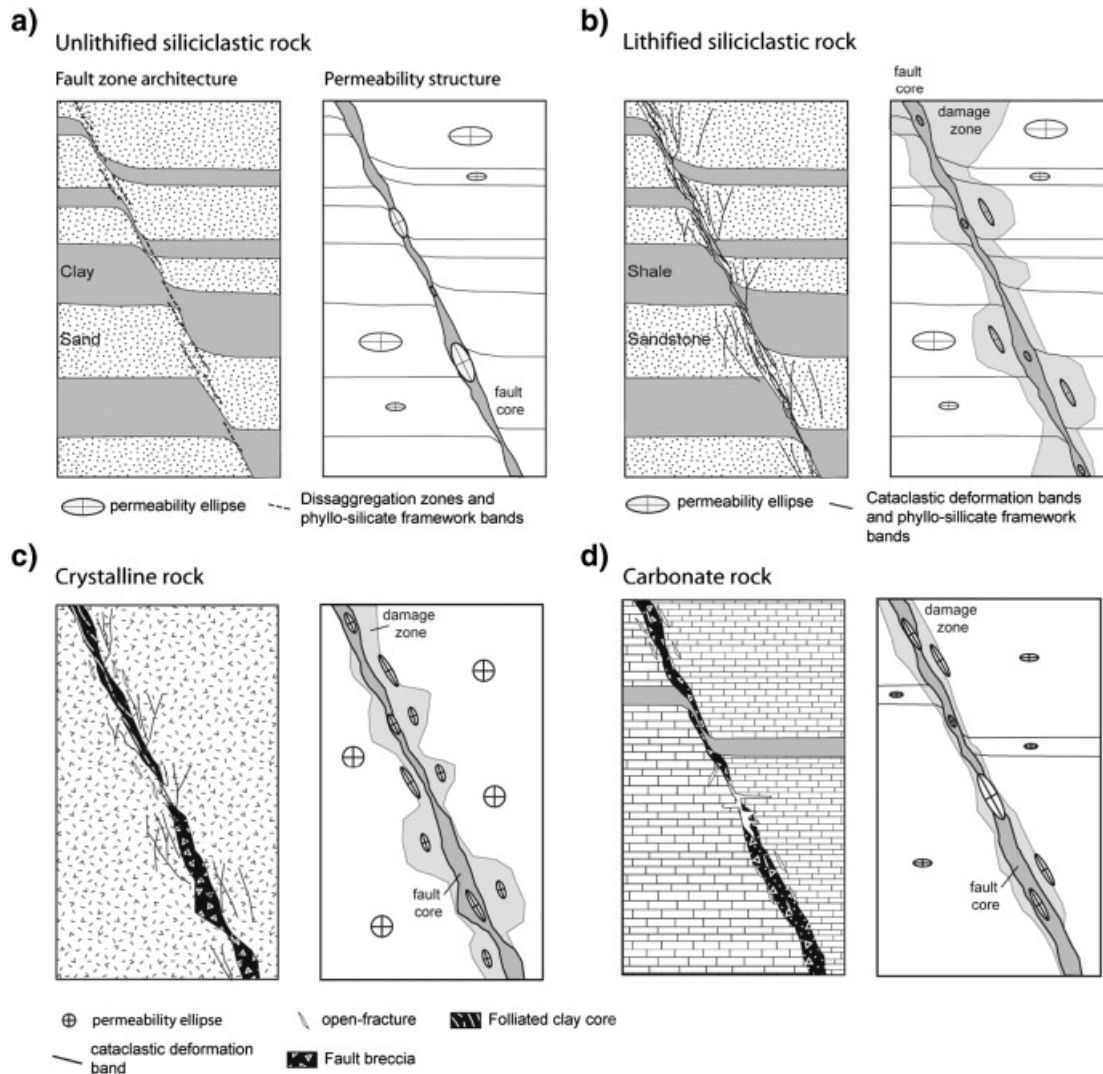 a)
Unlithified siliciclastic rock
Fault zone architecture
Permeability structure
Clay
Sand
fault
core
permeability ellipse
Dissaggregation zones and
phyllo-silicate framework bands
b)
Lithified siliciclastic rock
fault
core
damage
zone
Shale
Sandstone
permeability ellipse
Cataclastic deformation bands
and phyllo-sillicate framework
bands
c)
Crystalline rock
damage
zone
fault
core
d)
Carbonate rock
damage
zone
fault
core
permeability ellipse
open-fracture
Folliated clay core
cataclastic deformation
band
Fault breccia